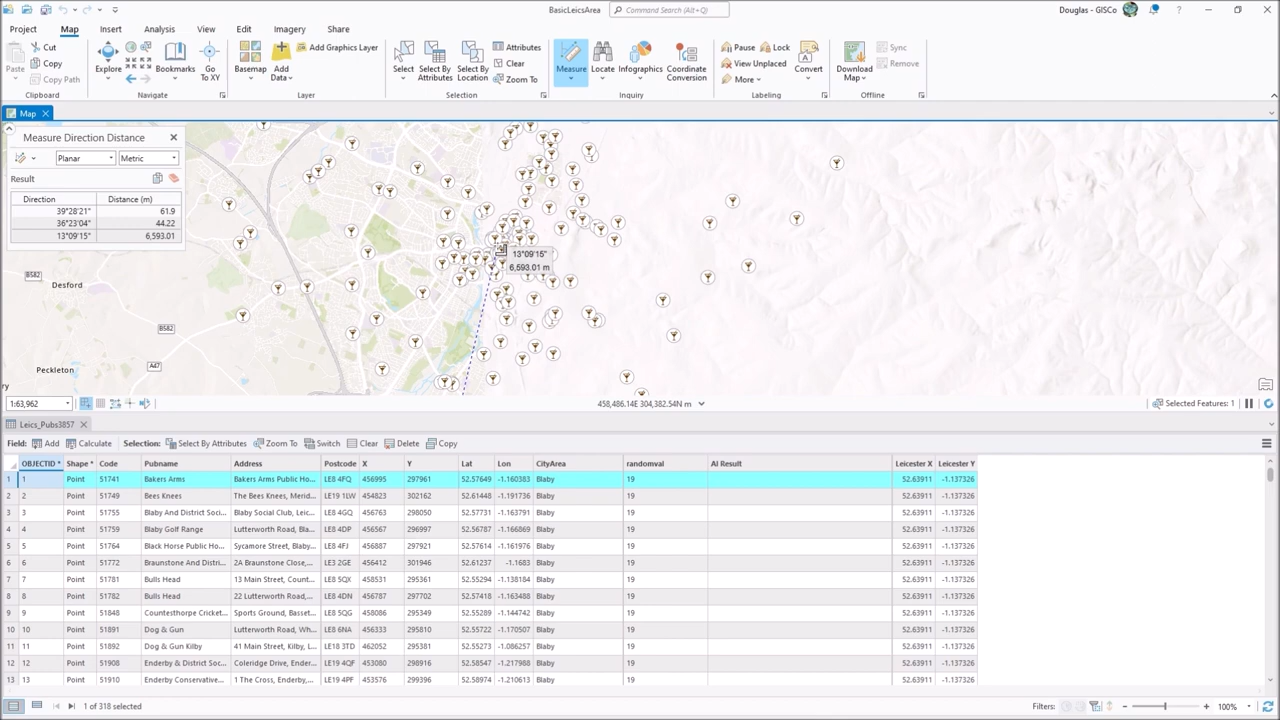 BasicLeicsArea
Command Search (Alt+Q)
Douglas - GISCo
Project Map Insert Analysis View Edit Imagery Share
Paste Cut Copy Copy Path
Clipboard
Explore Bookmarks Go To XY
Navigate
Basemap Add Data Add Graphics Layer
Layer
Select Select By Attributes Select By Location Attributes Clear Zoom To
Selection
Measure Locate Infographics Coordinate Conversion
Inquiry
Pause Lock View Unplaced More Convert
Labeling
Download Map Sync Remove
Offline
Map
Measure Direction Distance
Planar Metric
Result
Direction Distance (m)
39°28'21" 61.9
36°23'04" 44.22
13°09'15" 6,593.01
13°09'15"
6,593.01 m
B582
Desford
B582
A47
Peckleton
ry
1:63,962
458,486.14E 304,382.54N m
Selected Features: 1
Leics_Pubs3857
Field: Add Calculate Selection: Select By Attributes Zoom To Switch Clear Delete Copy
OBJECTID * Shape * Code Pubname Address Postcode X Y Lat Lon CityArea randomval AI Result Leicester X Leicester Y
1 1 Point 51741 Bakers Arms Bakers Arms Public Ho... LE8 4FQ 456995 297961 52.57649 -1.160383 Blaby 19 52.63911 -1.137326
2 2 Point 51749 Bees Knees The Bees Knees, Merid... LE19 1LW 454823 302162 52.61448 -1.191736 Blaby 19 52.63911 -1.137326
3 3 Point 51755 Blaby And District Soci... Blaby Social Club, Leic... LE8 4GQ 456763 298050 52.57731 -1.163791 Blaby 19 52.63911 -1.137326
4 4 Point 51759 Blaby Golf Range Lutterworth Road, Bla... LE8 4DP 456567 296997 52.56787 -1.166869 Blaby 19 52.63911 -1.137326
5 5 Point 51764 Black Horse Public Ho... Sycamore Street, Blaby... LE8 4FJ 456887 297921 52.57614 -1.161976 Blaby 19 52.63911 -1.137326
6 6 Point 51772 Braunstone And Distri... 2A Braunstone Close,... LE3 2GE 456412 301946 52.61237 -1.1683 Blaby 19 52.63911 -1.137326
7 7 Point 51781 Bulls Head 13 Main Street, Count... LE8 5QX 458531 295361 52.55294 -1.138184 Blaby 19 52.63911 -1.137326
8 8 Point 51782 Bulls Head 22 Lutterworth Road,... LE8 4DN 456787 297702 52.57418 -1.163488 Blaby 19 52.63911 -1.137326
9 9 Point 51848 Countesthorpe Cricket... Sports Ground, Basset... LE8 5QG 458086 295349 52.55289 -1.144742 Blaby 19 52.63911 -1.137326
10 10 Point 51891 Dog & Gun Lutterworth Road, Wh... LE8 6NA 456333 295810 52.55722 -1.170507 Blaby 19 52.63911 -1.137326
11 11 Point 51892 Dog & Gun Kilby 41 Main Street, Kilby, L... LE18 3TD 462052 295381 52.55273 -1.086257 Blaby 19 52.63911 -1.137326
12 12 Point 51908 Enderby & District Soc... Coleridge Drive, Ender... LE19 4QF 453080 298916 52.58547 -1.217988 Blaby 19 52.63911 -1.137326
13 13 Point 51910 Enderby Conservative... 1 The Cross, Enderby,... LE19 4PF 453576 299396 52.58974 -1.210613 Blaby 19 52.63911 -1.137326
1 of 318 selected
Filters:
100%